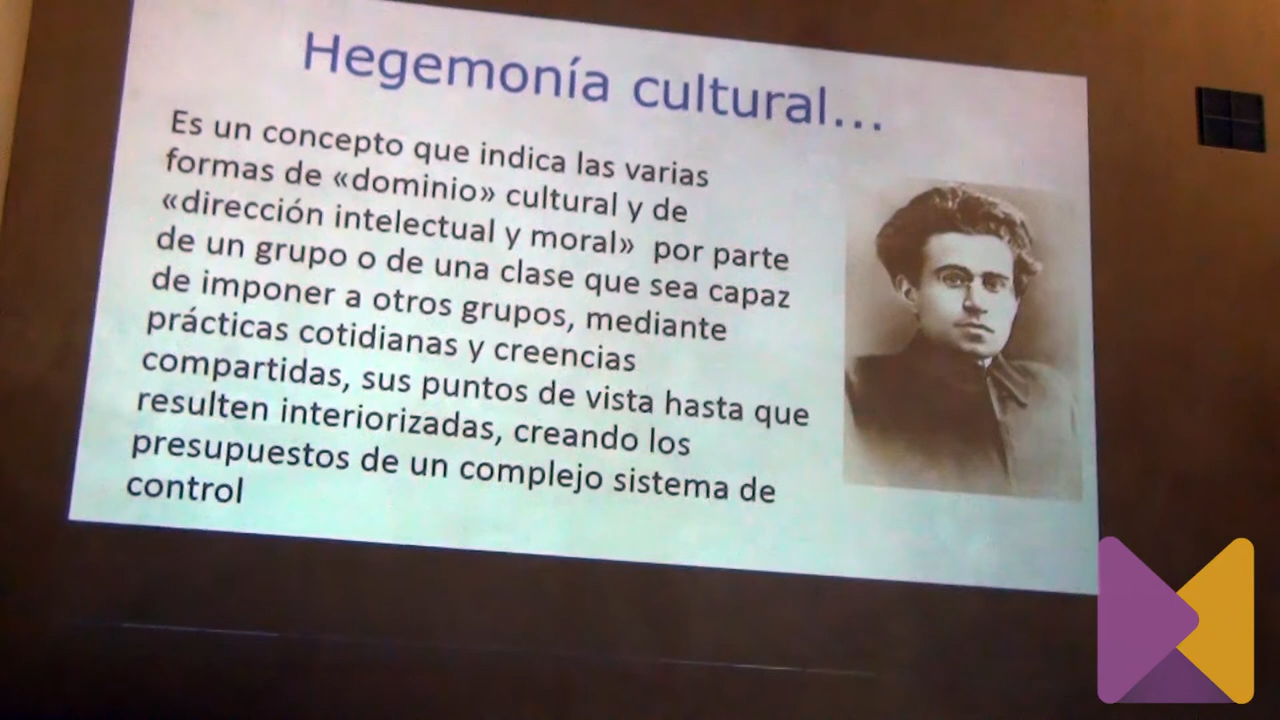 Hegemonía cultural...
Es un concepto que indica las varias
formas de «dominio» cultural y de
«dirección intelectual y moral» por parte
de un grupo o de una clase que sea capaz
de imponer a otros grupos, mediante
prácticas cotidianas y creencias
compartidas, sus puntos de vista hasta que
resulten interiorizadas, creando los
presupuestos de un complejo sistema de
control